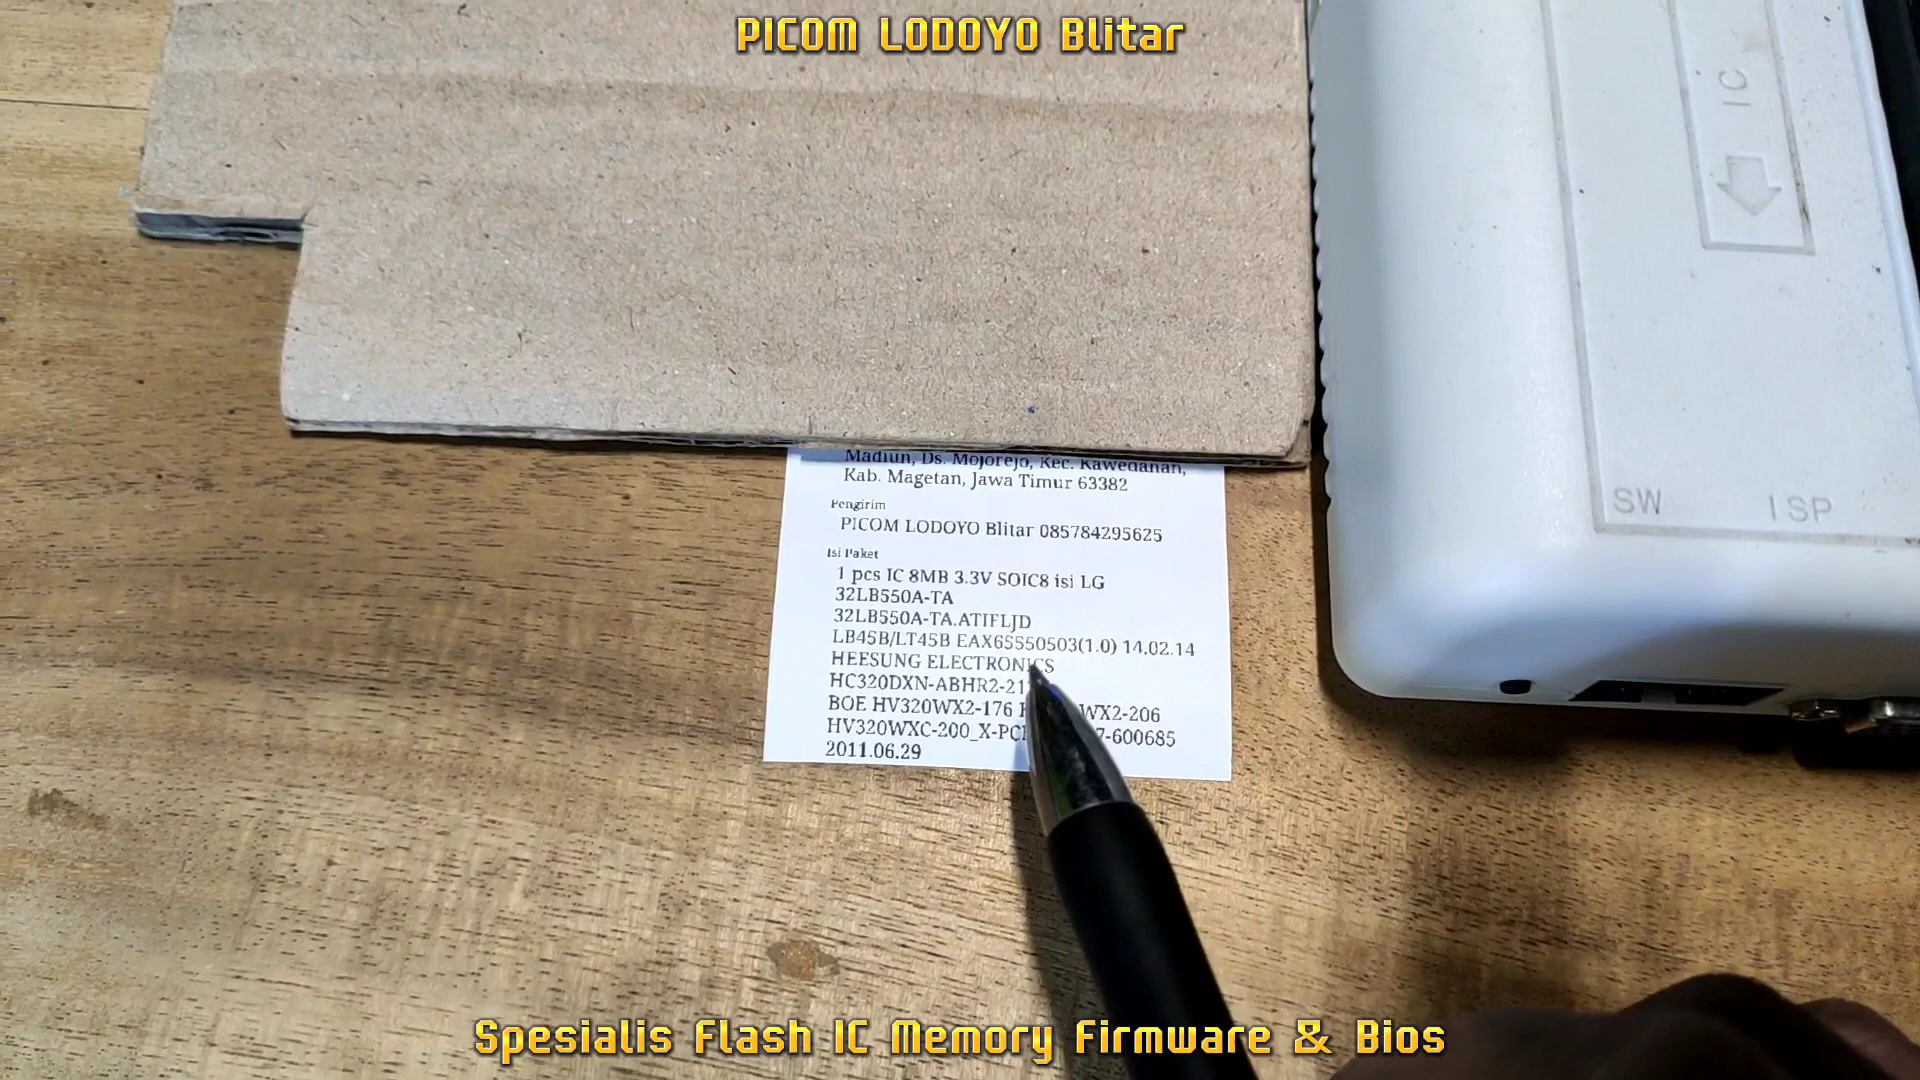 PICOM LODOYO Blitar
IC
Madiun, Ds. Mojorejo, Kec. Kawedanan,
Kab. Magetan, Jawa Timur 63382
Pengirim
PICOM LODOYO Blitar 085784295625
Isi Paket
1 pcs IC 8MB 3.3V SOIC8 isi LG
32LB550A-TA
32LB550A-TA.ATIFLJD
LB45B/LT45B EAX65550503(1.0) 14.02.14
HEESUNG ELECTRONICS
HC320DXN-ABHR2-21
BOE HV320WX2-176 WX2-206
HV320WXC-200_X-PC 7-600685
2011.06.29
SW ISP
Spesialis Flash IC Memory Firmware & Bios